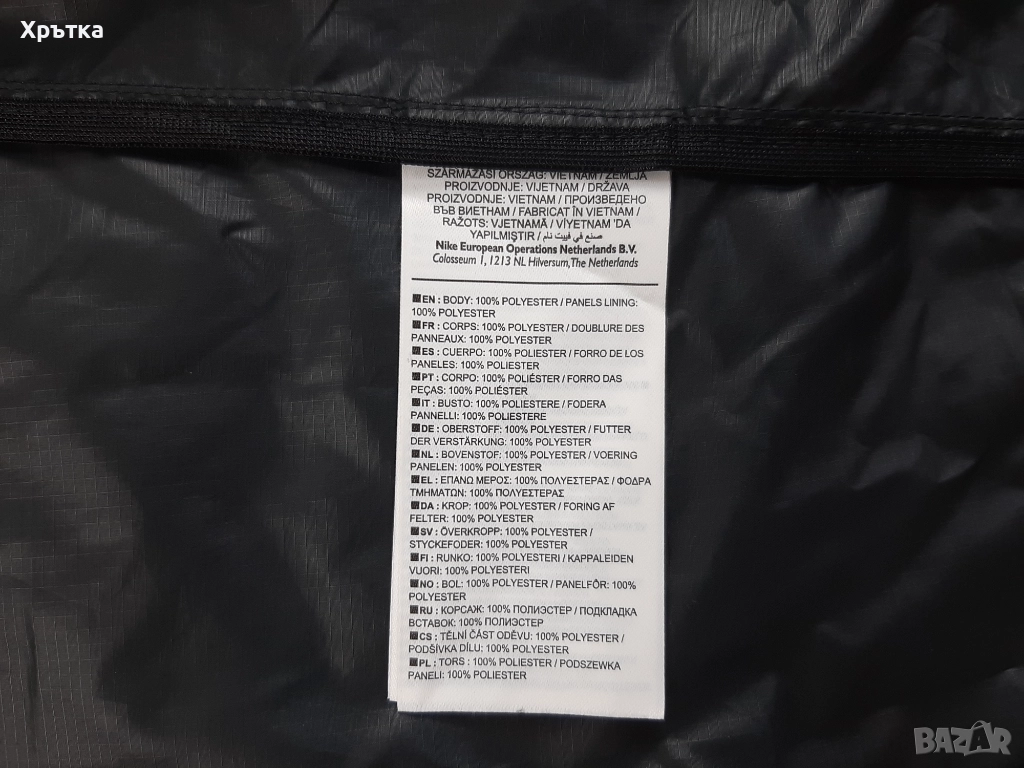 Хрътка
SZÁRMAZÁSI ORSZÁG: VIETNAM / ZEMLJA
PROIZVODNJE: VIJETNAM / DRŽAVA
PROIZVODNJE: VIETNAM / ПРОИЗВЕДЕНО
ВЪВ ВИЕТНАМ / FABRICAT ÎN VIETNAM /
RAŽOTS: VJETNAMĀ / VİYETNAM 'DA
YAPILMIŞTIR / صنع في فييت نام
Nike European Operations Netherlands B.V.
Colosseum 1, 1213 NL Hilversum, The Netherlands
EN : BODY: 100% POLYESTER / PANELS LINING:
100% POLYESTER
FR : CORPS: 100% POLYESTER / DOUBLURE DES
PANNEAUX: 100% POLYESTER
ES : CUERPO: 100% POLIESTER / FORRO DE LOS
PANELES: 100% POLIESTER
PT : CORPO: 100% POLIÉSTER / FORRO DAS
PEÇAS: 100% POLIÉSTER
IT : BUSTO: 100% POLIESTERE / FODERA
PANNELLI: 100% POLIESTERE
DE : OBERSTOFF: 100% POLYESTER / FUTTER
DER VERSTÄRKUNG: 100% POLYESTER
NL : BOVENSTOF: 100% POLYESTER / VOERING
PANELEN: 100% POLYESTER
EL : ΕΠΑΝΩ ΜΕΡΟΣ: 100% ΠΟΛΥΕΣΤΕΡΑΣ / ΦΟΔΡΑ
ΤΜΗΜΑΤΩΝ: 100% ΠΟΛΥΕΣΤΕΡΑΣ
DA : KROP: 100% POLYESTER / FORING AF
FELTER: 100% POLYESTER
SV : ÖVERKROPP: 100% POLYESTER /
STYCKEFODER: 100% POLYESTER
FI : RUNKO: 100% POLYESTERI / KAPPALEIDEN
VUORI: 100% POLYESTERI
NO : BOL: 100% POLYESTER / PANELFÔR: 100%
POLYESTER
RU : КОРСАЖ: 100% ПОЛИЭСТЕР / ПОДКЛАДКА
ВСТАВОК: 100% ПОЛИЭСТЕР
CS : TĚLNÍ ČÁST ODĚVU: 100% POLYESTER /
PODŠÍVKA DÍLU: 100% POLYESTER
PL : TORS : 100% POLIESTER / PODSZEWKA
PANELI: 100% POLIESTER
BAZAR